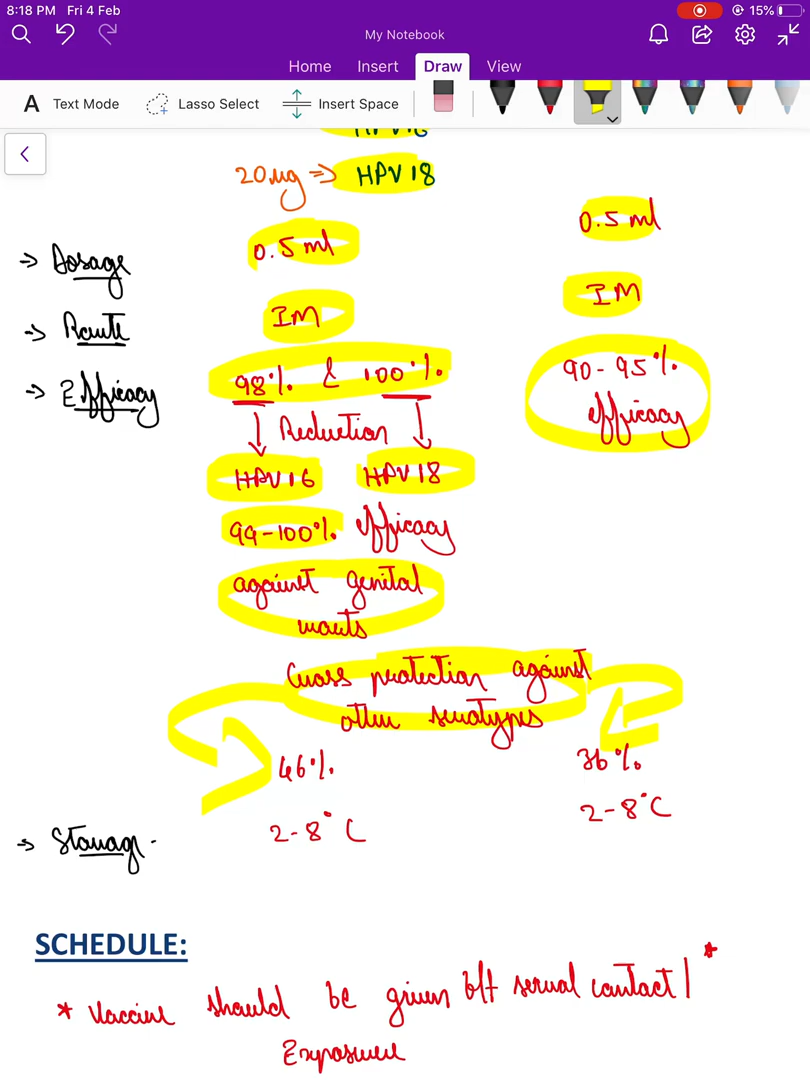 8:18 PM Fri 4 Feb 15%
My Notebook
Home Insert Draw View
A Text Mode Lasso Select Insert Space
HPV16
20 µg => HPV 18
0.5 ml
-> Dosage 0.5 ml
IM
-> Route IM
-> Efficacy 98% & 100% 90-95%
efficacy
↓ Reduction ↓
HPV 16 HPV 18
99-100% efficacy
against genital
warts
Cross protection against
other serotypes
46% 36%
2-8°C 2-8°C
-> Storage -
SCHEDULE:
* Vaccine should be given b/f sexual contact / *
Exposure